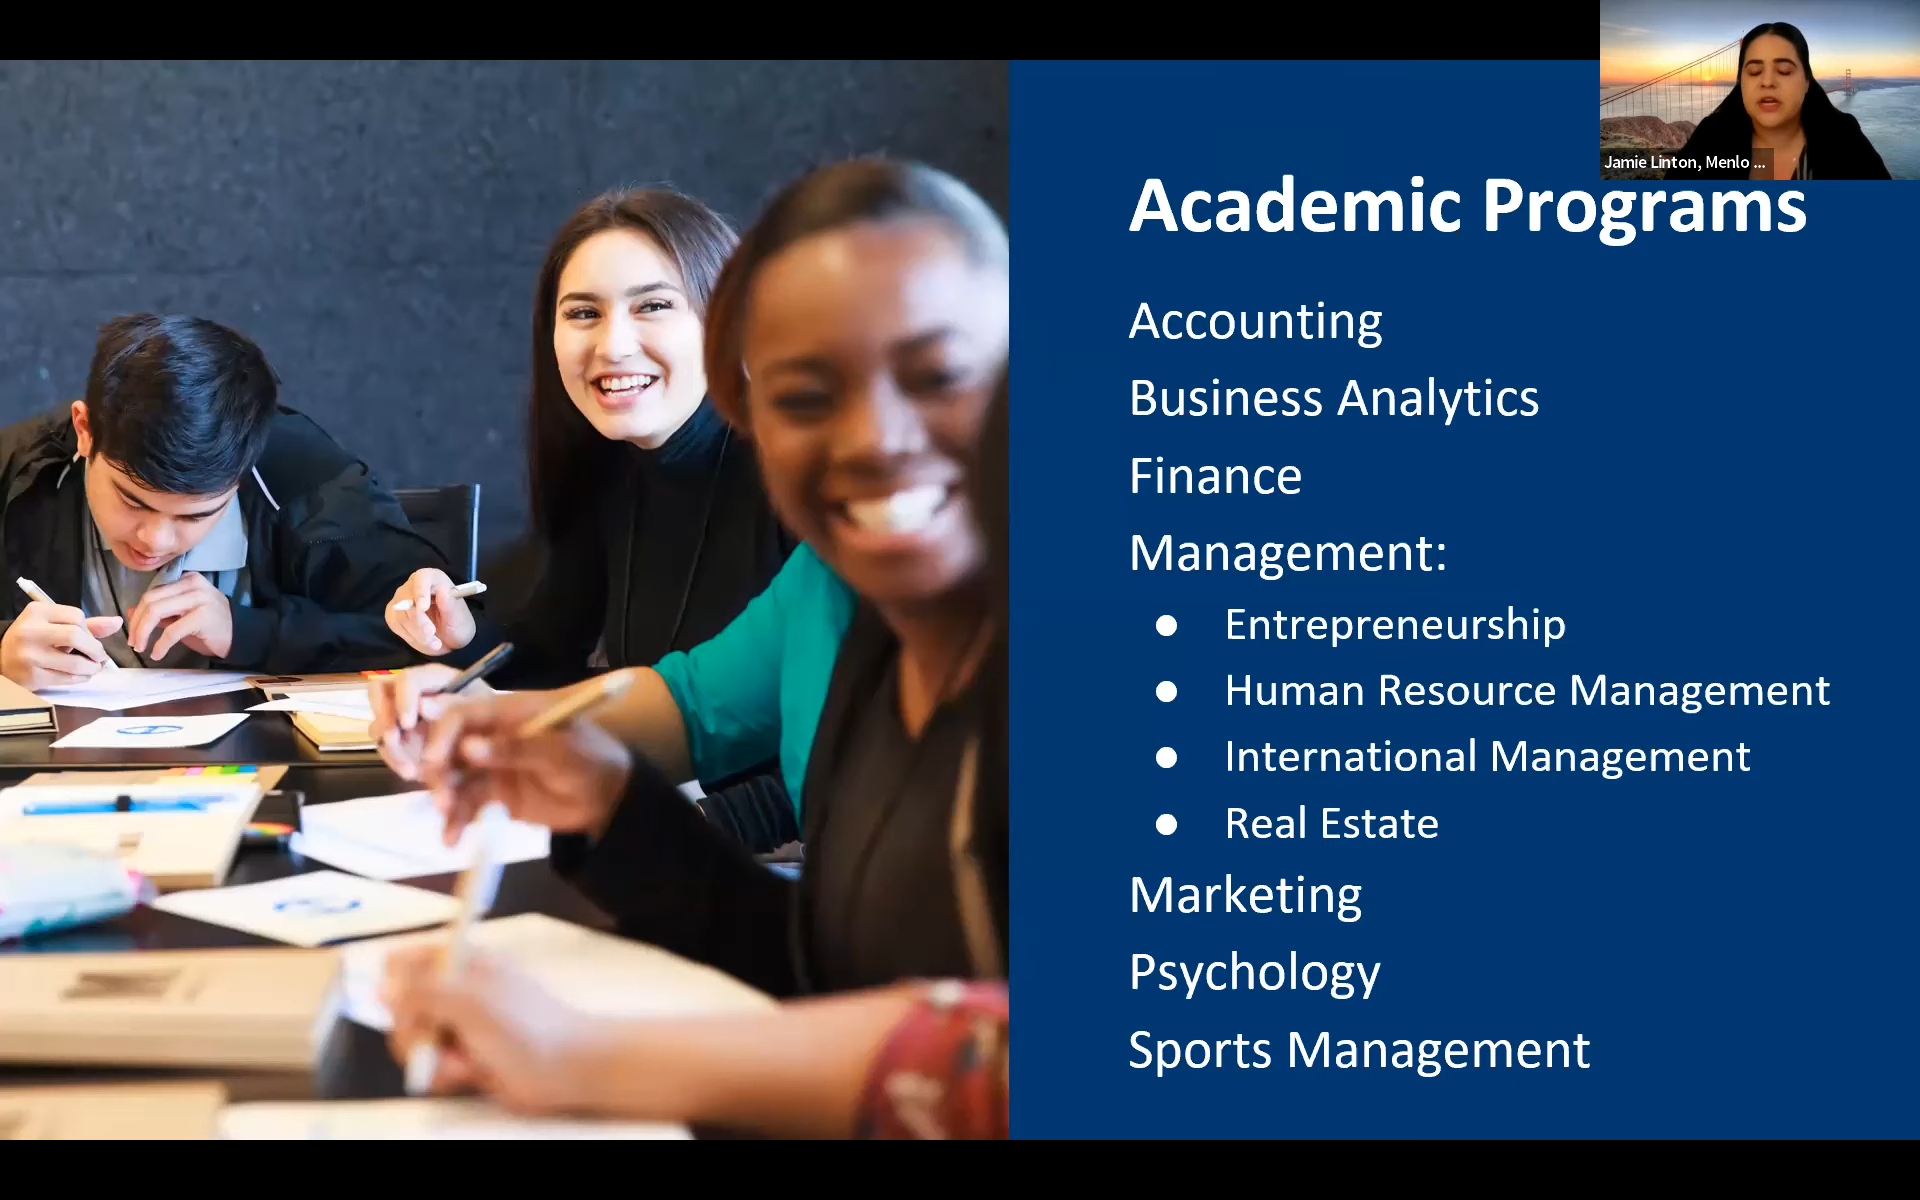 Jamie Linton, Menlo ...
Academic Programs
Accounting
Business Analytics
Finance
Management:
● Entrepreneurship
● Human Resource Management
● International Management
● Real Estate
Marketing
Psychology
Sports Management